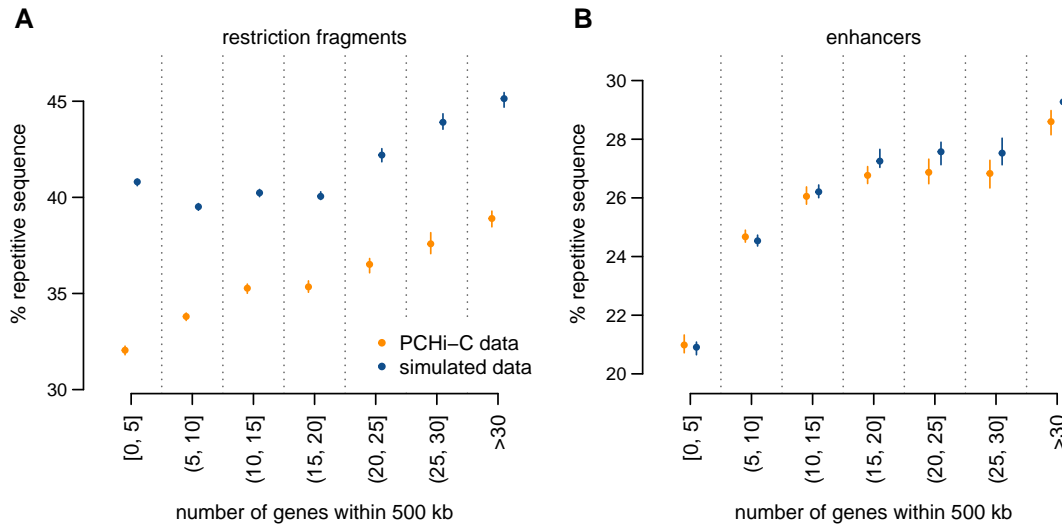 A
restriction fragments
% repetitive sequence
45
40
35
30
PCHi−C data
simulated data
[0, 5]
(5, 10]
(10, 15]
(15, 20]
(20, 25]
(25, 30]
>30
number of genes within 500 kb
B
enhancers
% repetitive sequence
30
28
26
24
22
20
[0, 5]
(5, 10]
(10, 15]
(15, 20]
(20, 25]
(25, 30]
>30
number of genes within 500 kb